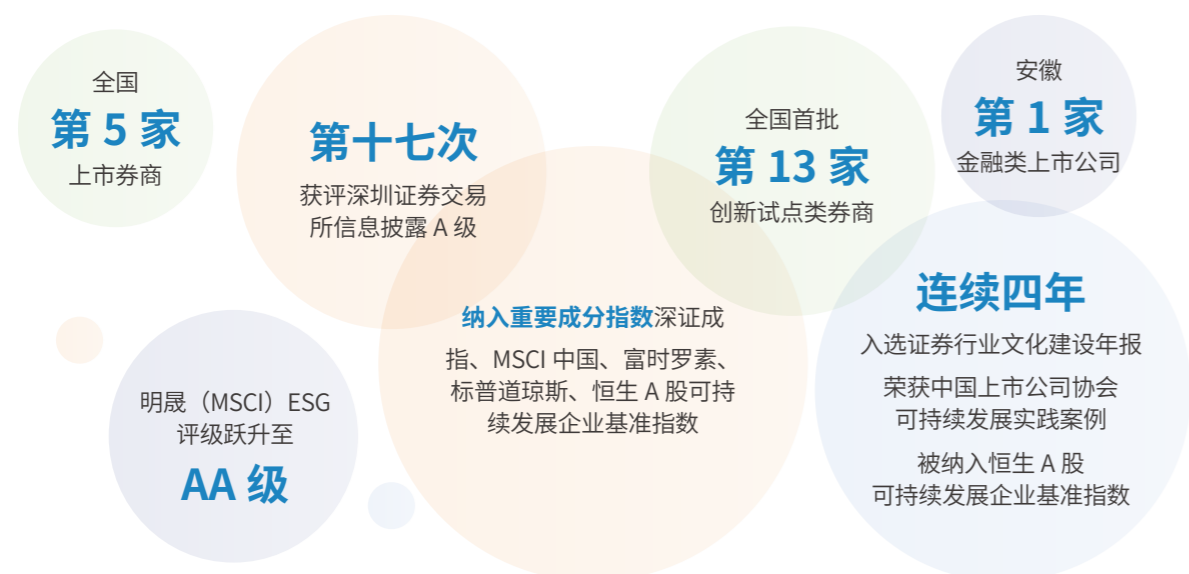 全国
第 5 家
上市券商
第十七次
获评深圳证券交易
所信息披露 A 级
全国首批
第 13 家
创新试点类券商
安徽
第 1 家
金融类上市公司
明晟（MSCI）ESG
评级跃升至
AA 级
纳入重要成分指数深证成
指、MSCI 中国、富时罗素、
标普道琼斯、恒生 A 股可持
续发展企业基准指数
连续四年
入选证券行业文化建设年报
荣获中国上市公司协会
可持续发展实践案例
被纳入恒生 A 股
可持续发展企业基准指数